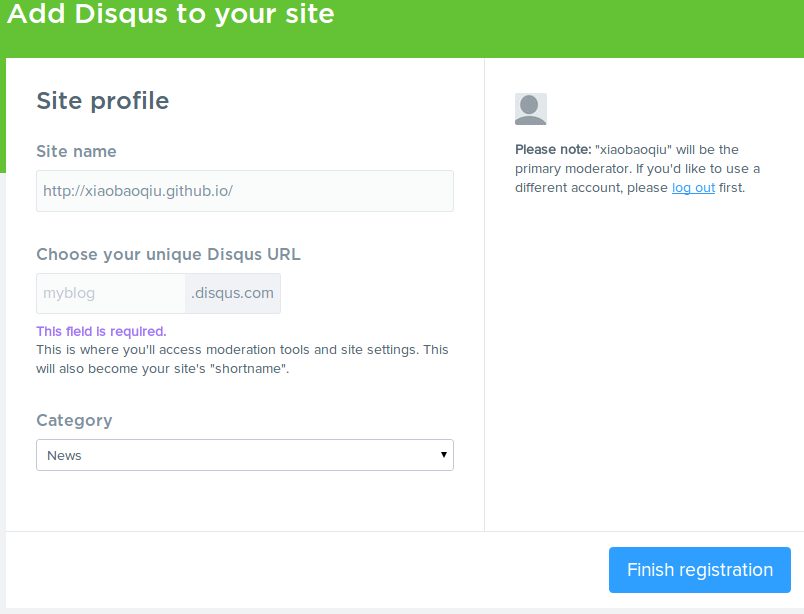 Add Disqus to your site
Site profile
Site name
http://xiaobaoqiu.github.io/
Choose your unique Disqus URL
myblog .disqus.com
This field is required.
This is where you'll access moderation tools and site settings. This
will also become your site's "shortname".
Category
News
Please note: "xiaobaoqiu" will be the
primary moderator. If you'd like to use a
different account, please log out first.
Finish registration